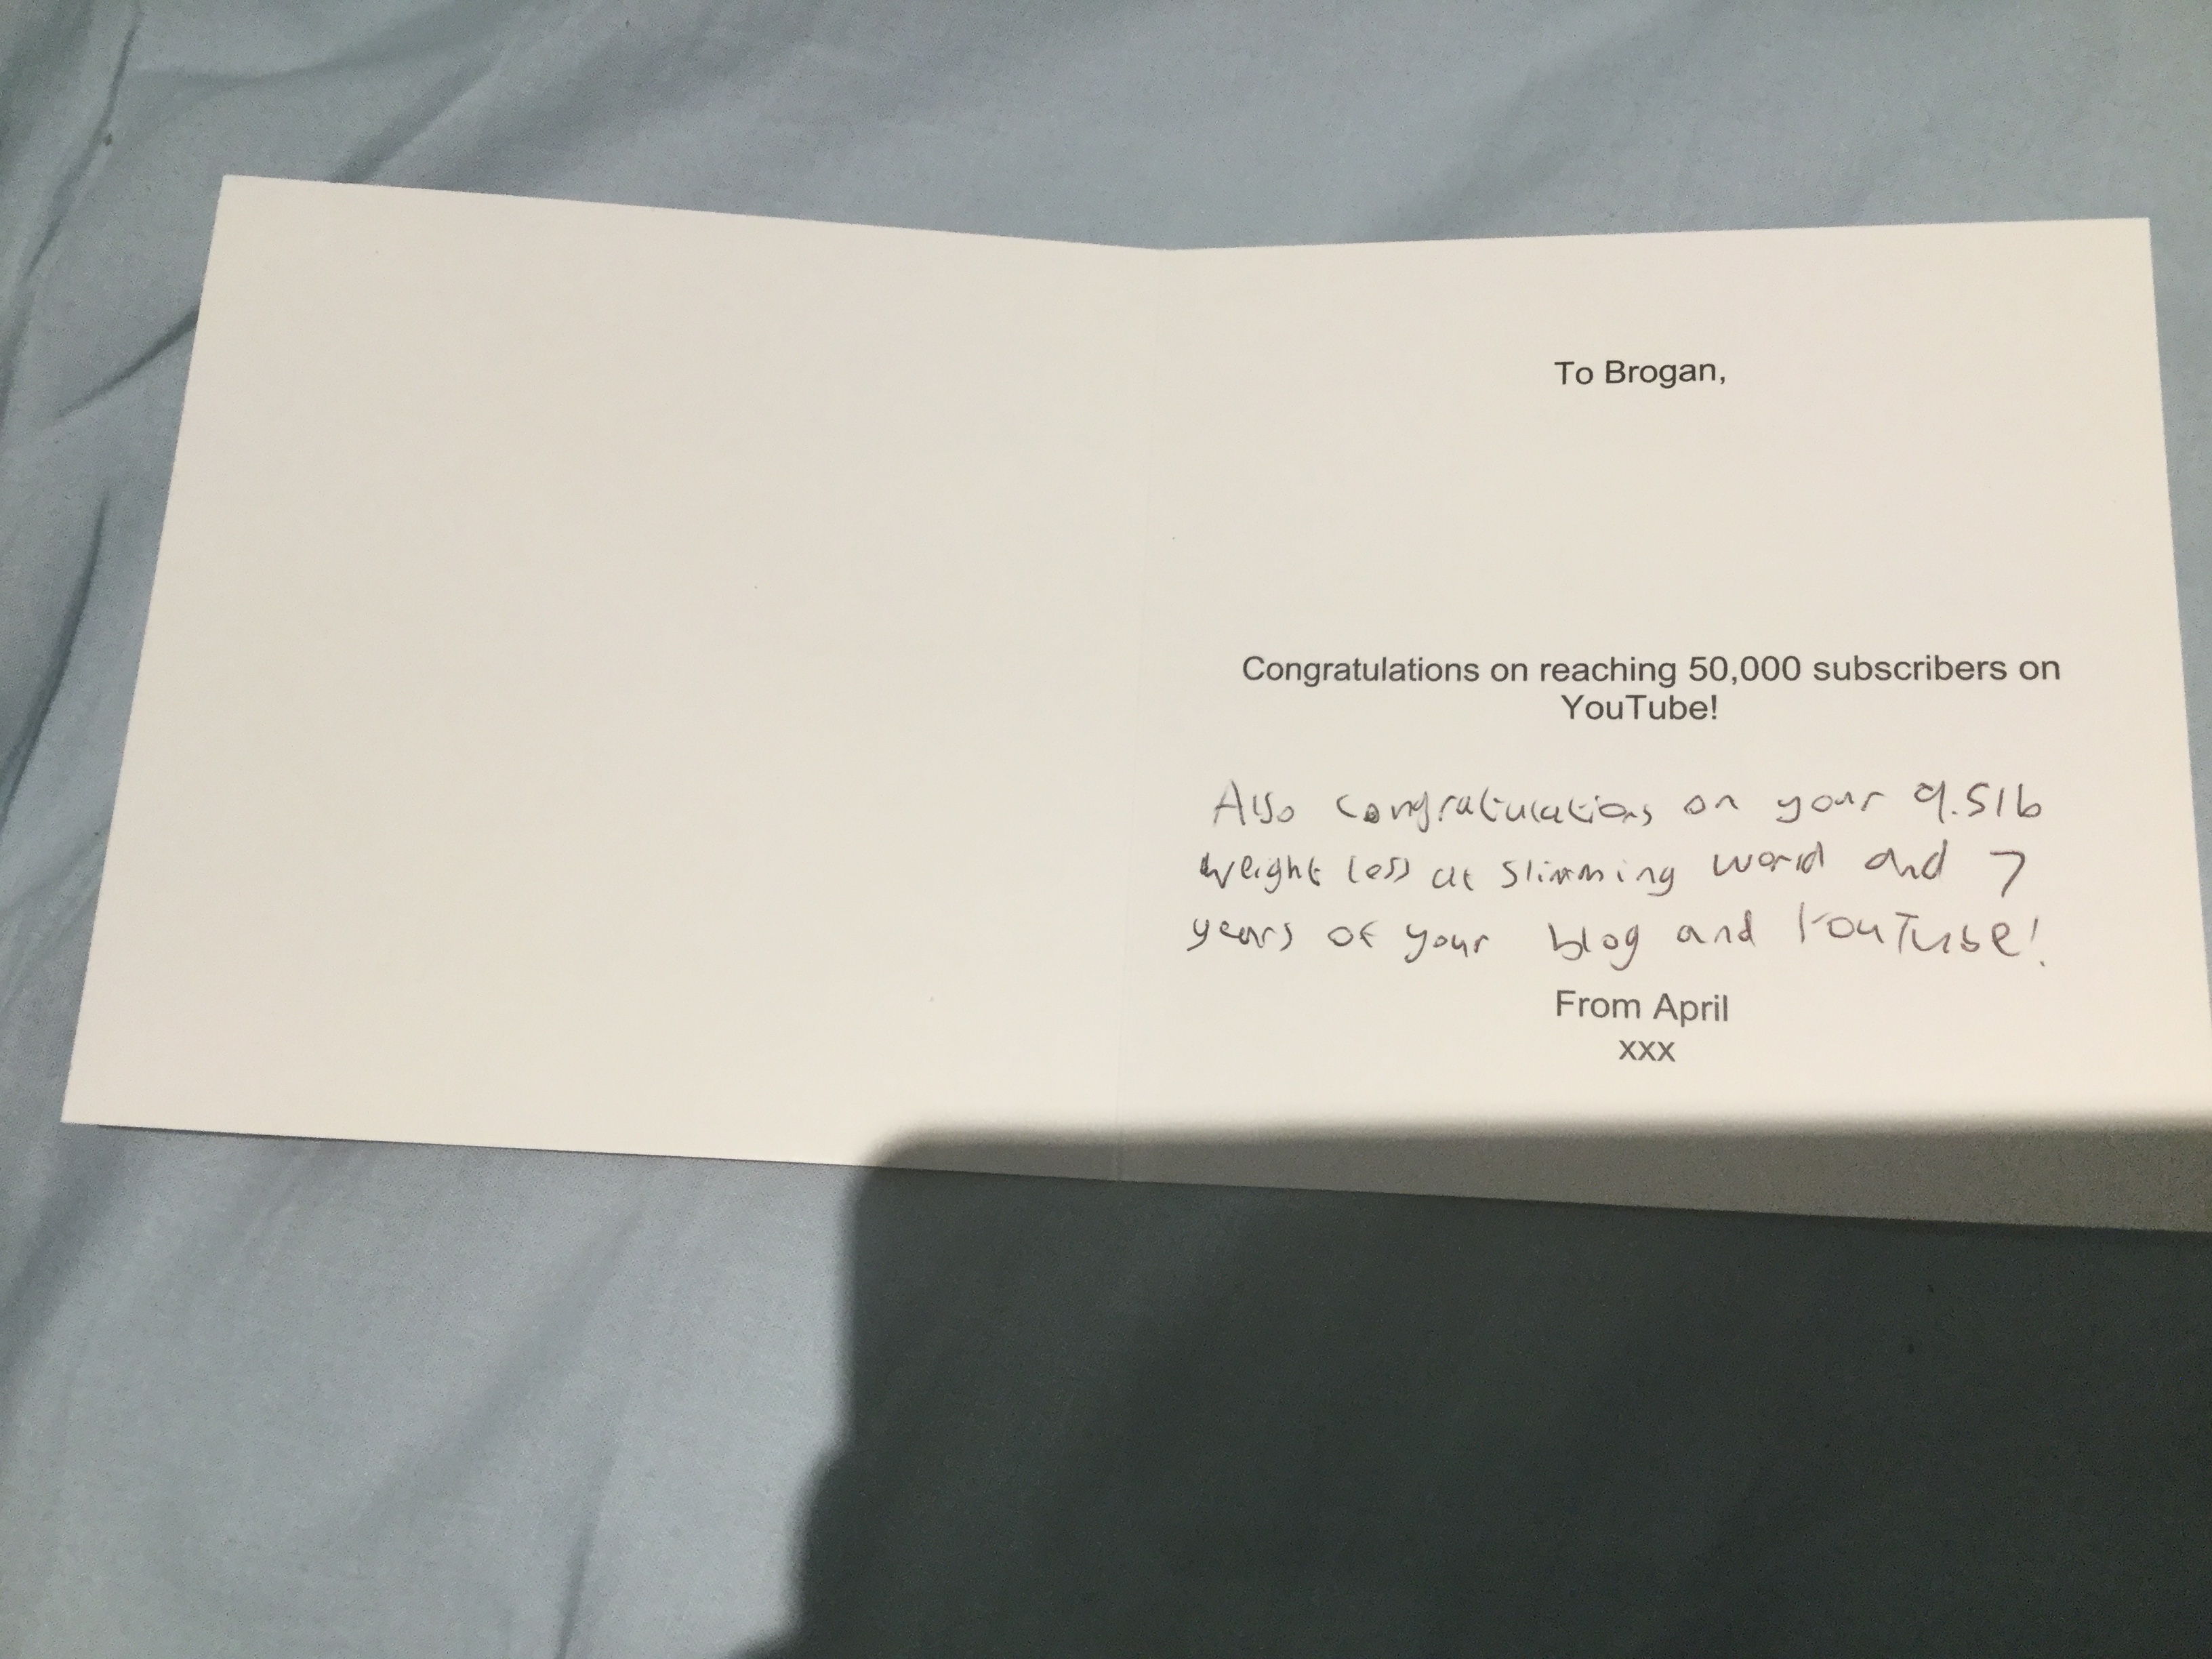 To Brogan,
Congratulations on reaching 50,000 subscribers on
YouTube!
Also congratulations on your 9.5lb
weight loss at slimming world and 7
years of your blog and YouTube!
From April
xxx